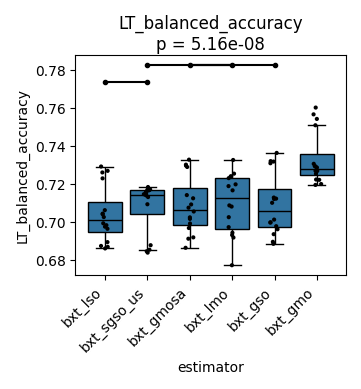 LT_balanced_accuracy
p = 5.16e-08
LT_balanced_accuracy
0.78
0.76
0.74
0.72
0.70
0.68
bxt_lso
bxt_sgso_us
bxt_gmosa
bxt_lmo
bxt_gso
bxt_gmo
estimator